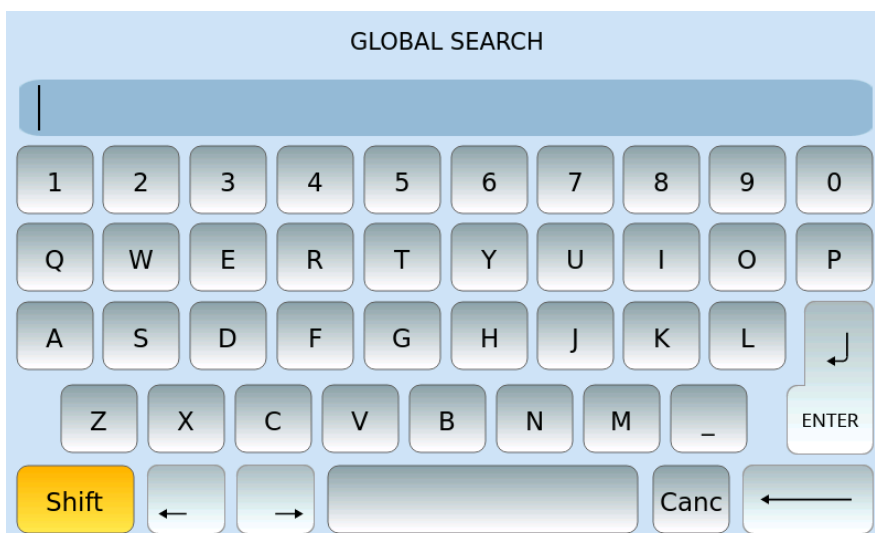 GLOBAL SEARCH
1 2 3 4 5 6 7 8 9 0
Q W E R T Y U I O P
A S D F G H J K L
Z X C V B N M _ ENTER
Shift Canc